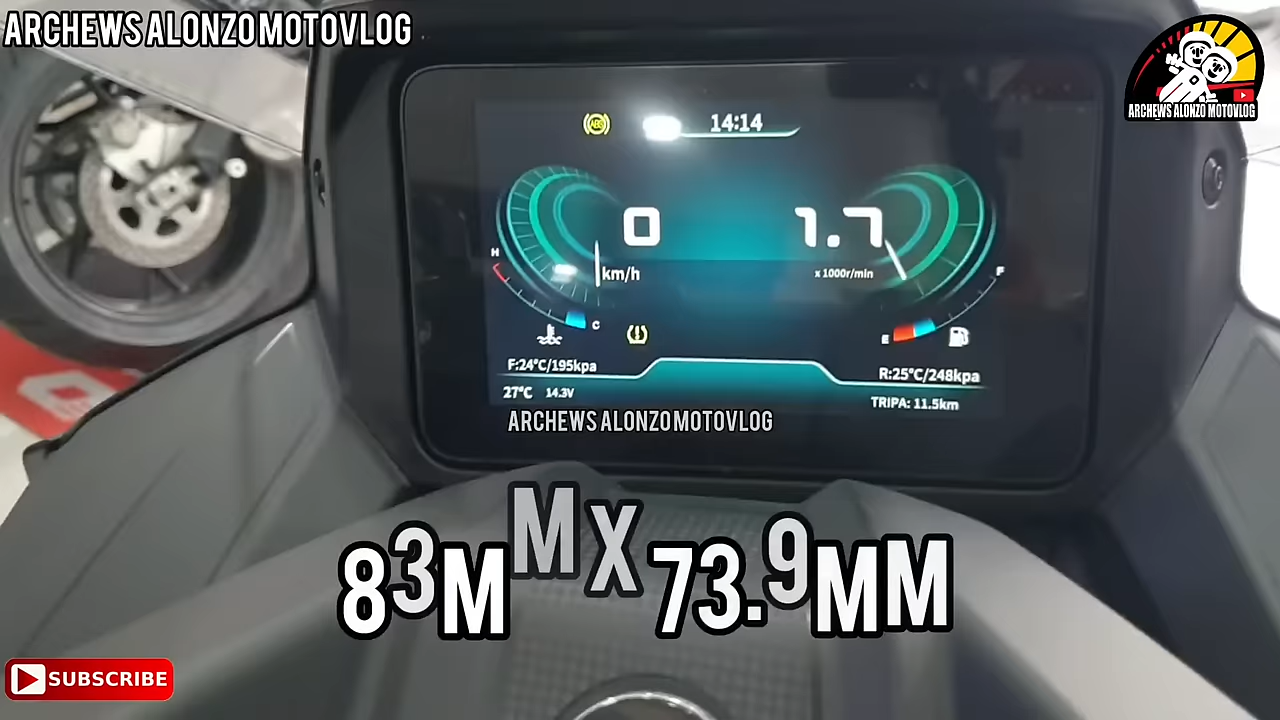 ARCHEWS ALONZO MOTOVLOG
ARCHEWS ALONZO MOTOVLOG
ABS
14:14
0
1.7
km/h
x 1000r/min
H
F
C
E
F:24°C/195kpa
R:25°C/248kpa
27°C 14.3V
TRIPA: 11.5km
ARCHEWS ALONZO MOTOVLOG
83MM X 73.9MM
SUBSCRIBE